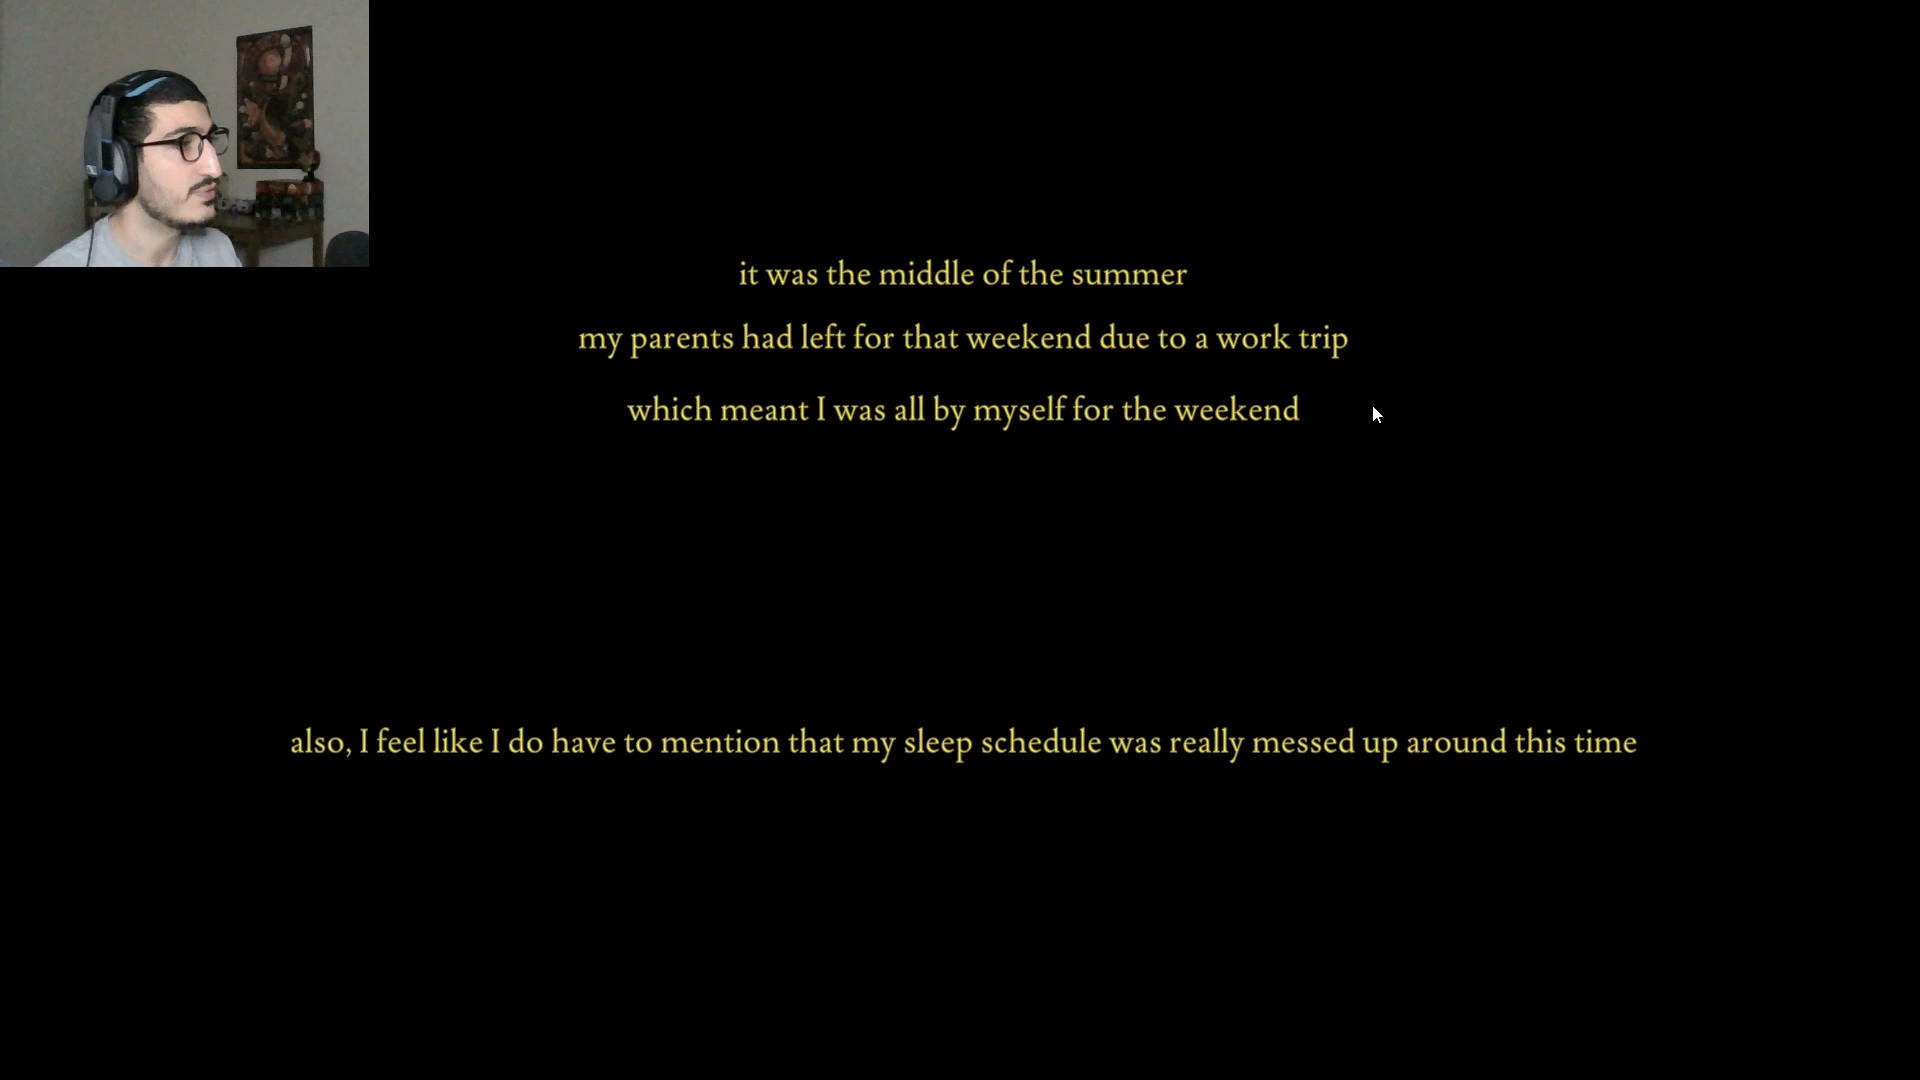 it was the middle of the summer
my parents had left for that weekend due to a work trip
which meant I was all by myself for the weekend
also, I feel like I do have to mention that my sleep schedule was really messed up around this time